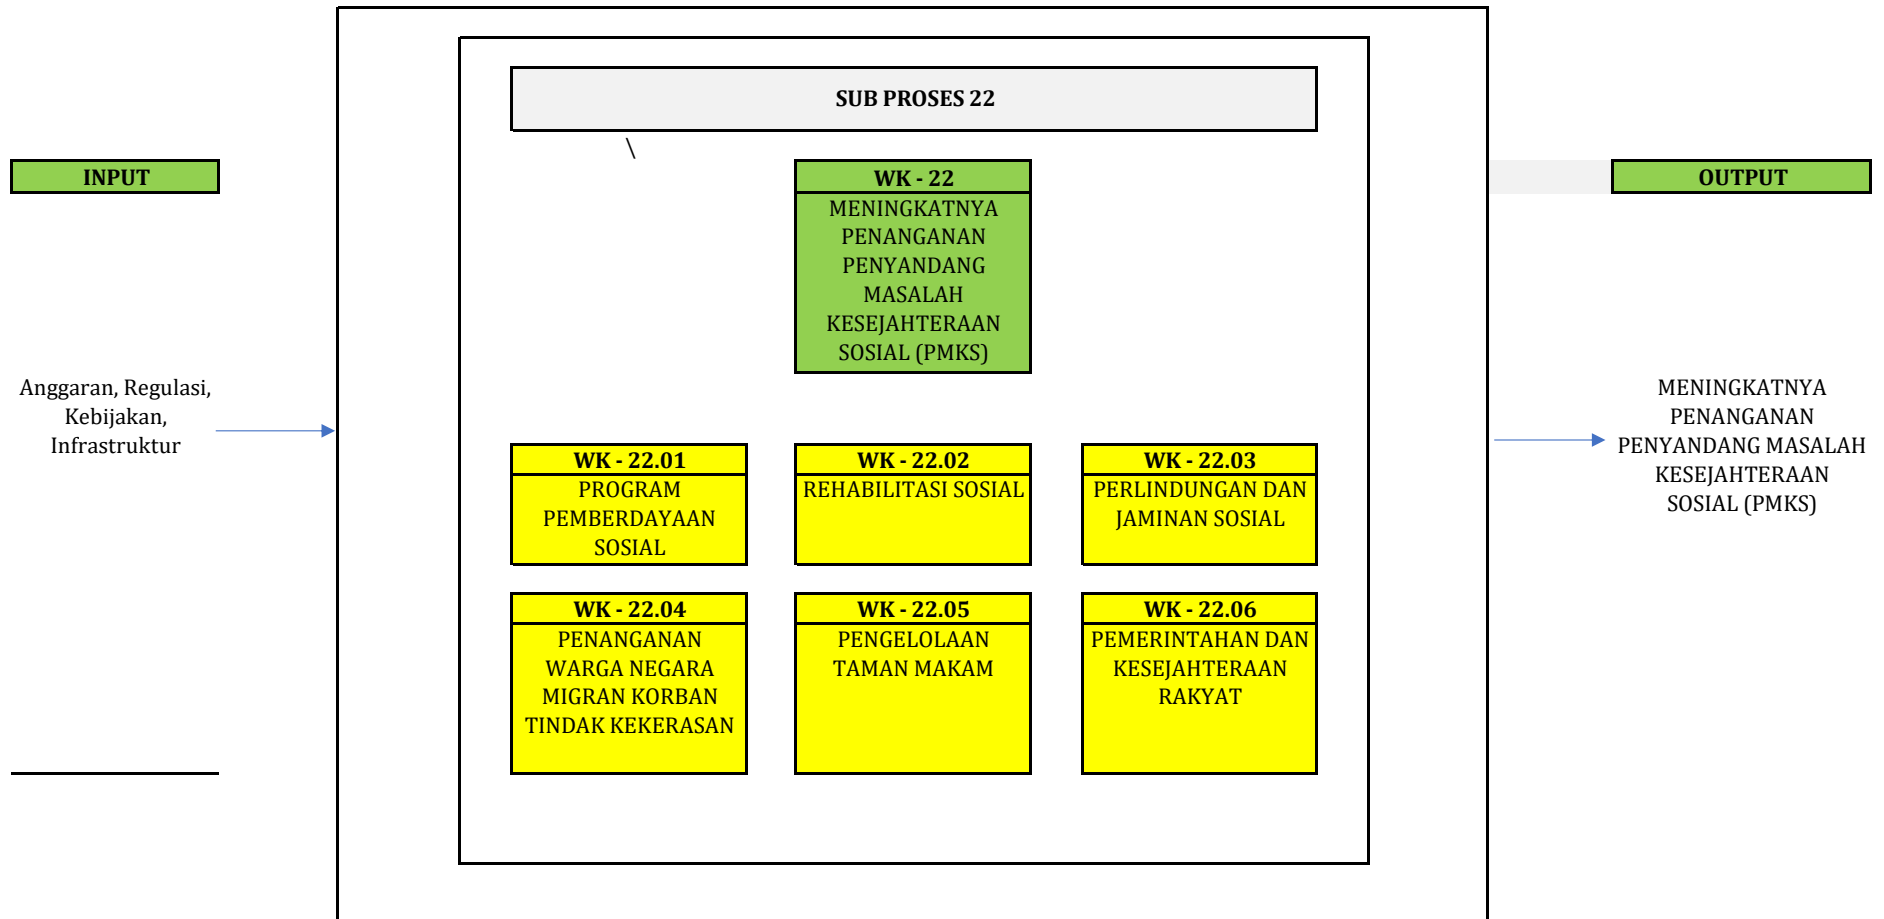 SUB PROSES 22
\
INPUT
WK - 22
OUTPUT
MENINGKATNYA
PENANGANAN
PENYANDANG
MASALAH
KESEJAHTERAAN
SOSIAL (PMKS)
Anggaran, Regulasi,
Kebijakan,
Infrastruktur
MENINGKATNYA
PENANGANAN
PENYANDANG MASALAH
KESEJAHTERAAN
SOSIAL (PMKS)
WK - 22.01
PROGRAM
PEMBERDAYAAN
SOSIAL
WK - 22.02
REHABILITASI SOSIAL
WK - 22.03
PERLINDUNGAN DAN
JAMINAN SOSIAL
WK - 22.04
PENANGANAN
WARGA NEGARA
MIGRAN KORBAN
TINDAK KEKERASAN
WK - 22.05
PENGELOLAAN
TAMAN MAKAM
WK - 22.06
PEMERINTAHAN DAN
KESEJAHTERAAN
RAKYAT